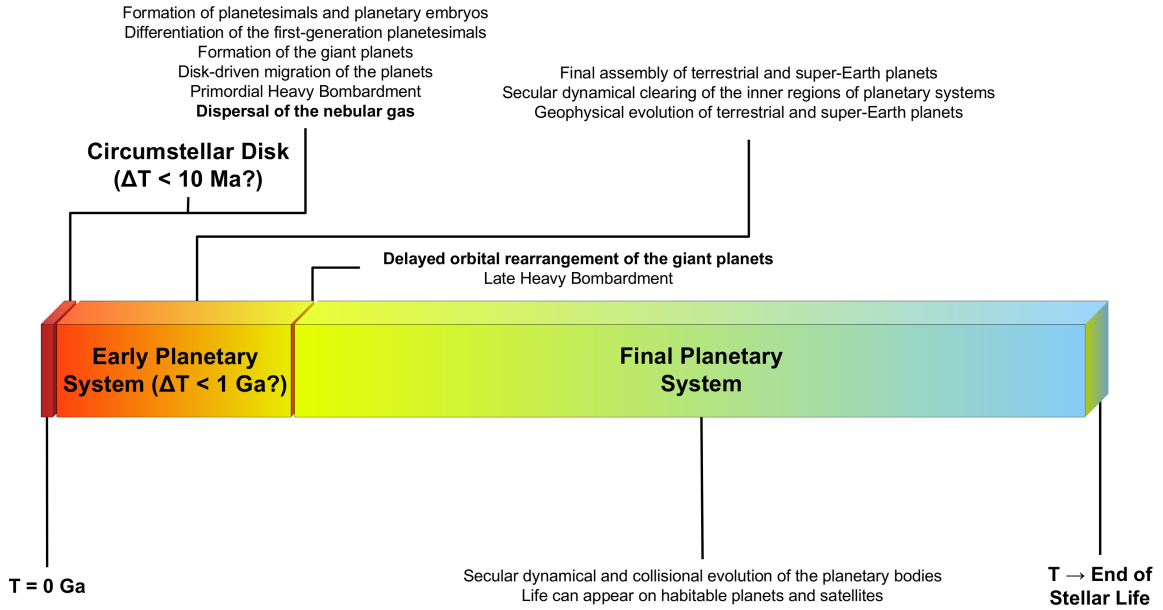 Formation of planetesimals and planetary embryos
Differentiation of the first-generation planetesimals
Formation of the giant planets
Disk-driven migration of the planets
Primordial Heavy Bombardment
Dispersal of the nebular gas
Final assembly of terrestrial and super-Earth planets
Secular dynamical clearing of the inner regions of planetary systems
Geophysical evolution of terrestrial and super-Earth planets
Circumstellar Disk
(ΔT < 10 Ma?)
Delayed orbital rearrangement of the giant planets
Late Heavy Bombardment
Early Planetary
System (ΔT < 1 Ga?)
Final Planetary
System
T = 0 Ga
Secular dynamical and collisional evolution of the planetary bodies
Life can appear on habitable planets and satellites
T → End of
Stellar Life